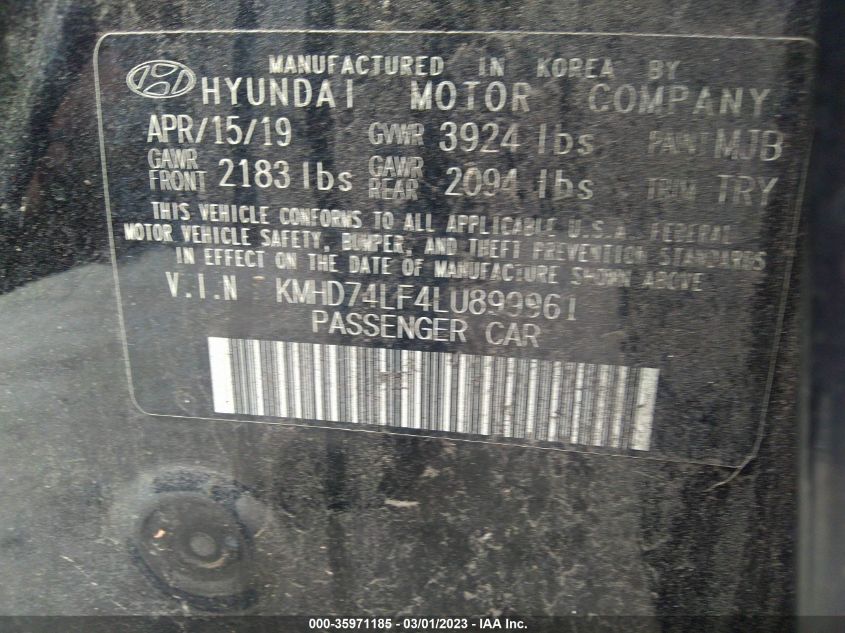 MANUFACTURED IN KOREA BY
HYUNDAI MOTOR COMPANY
APR/15/19 GVWR 3924 lbs PAINT MJB
GAWR FRONT 2183 lbs GAWR REAR 2094 lbs TRIM TRY
THIS VEHICLE CONFORMS TO ALL APPLICABLE U.S.A. FEDERAL
MOTOR VEHICLE SAFETY, BUMPER, AND THEFT PREVENTION STANDARDS
IN EFFECT ON THE DATE OF MANUFACTURE SHOWN ABOVE
V.I.N KMHD74LF4LU899961
PASSENGER CAR
000-35971185 - 03/01/2023 - IAA Inc.